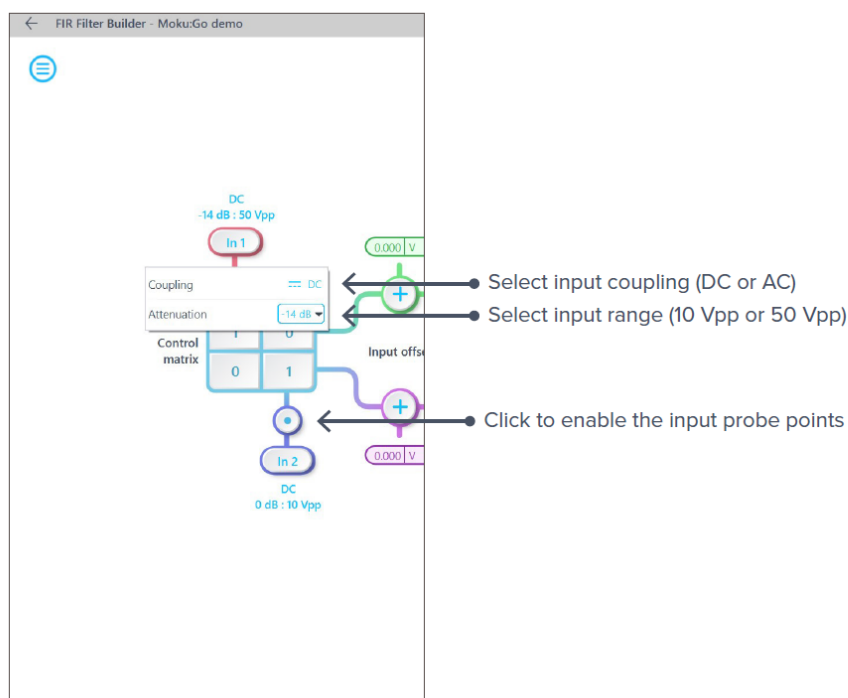 FIR Filter Builder - Moku:Go demo
DC
-14 dB : 50 Vpp
In 1
0.000 V
Coupling DC
Select input coupling (DC or AC)
Attenuation -14 dB
Select input range (10 Vpp or 50 Vpp)
1 0
Control
matrix
Input offse
0 1
Click to enable the input probe points
In 2
0.000 V
DC
0 dB : 10 Vpp